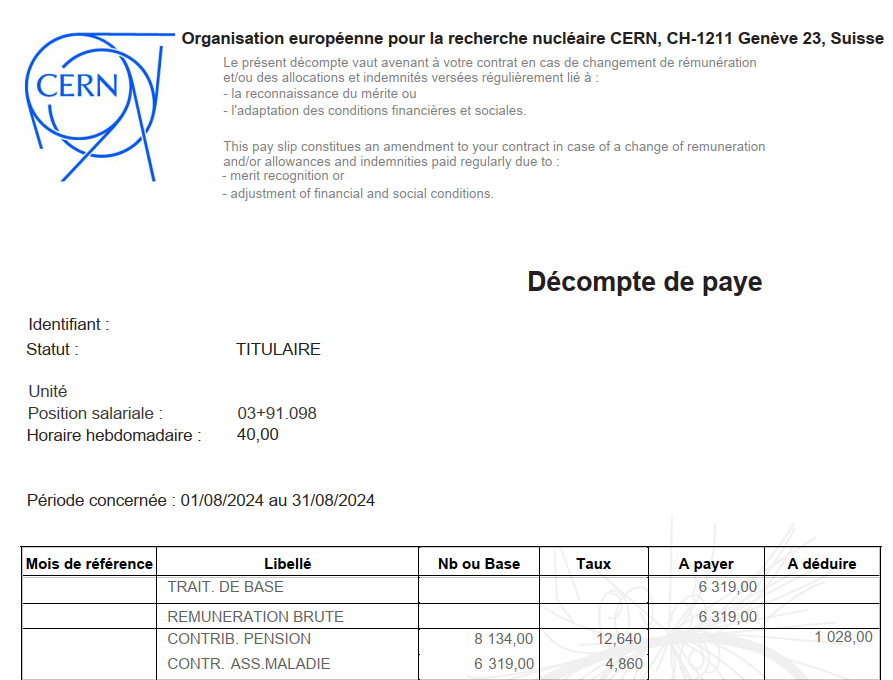 CERN
Organisation européenne pour la recherche nucléaire CERN, CH-1211 Genève 23, Suisse
Le présent décompte vaut avenant à votre contrat en cas de changement de rémunération
et/ou des allocations et indemnités versées régulièrement lié à :
- la reconnaissance du mérite ou
- l'adaptation des conditions financières et sociales.
This pay slip constitues an amendment to your contract in case of a change of remuneration
and/or allowances and indemnities paid regularly due to :
- merit recognition or
- adjustment of financial and social conditions.
Décompte de paye
Identifiant :
Statut : TITULAIRE
Unité
Position salariale : 03+91.098
Horaire hebdomadaire : 40,00
Période concernée : 01/08/2024 au 31/08/2024
Mois de référence Libellé Nb ou Base Taux A payer A déduire
TRAIT. DE BASE 6 319,00
REMUNERATION BRUTE 6 319,00
CONTRIB. PENSION 8 134,00 12,640 1 028,00
CONTR. ASS.MALADIE 6 319,00 4,860